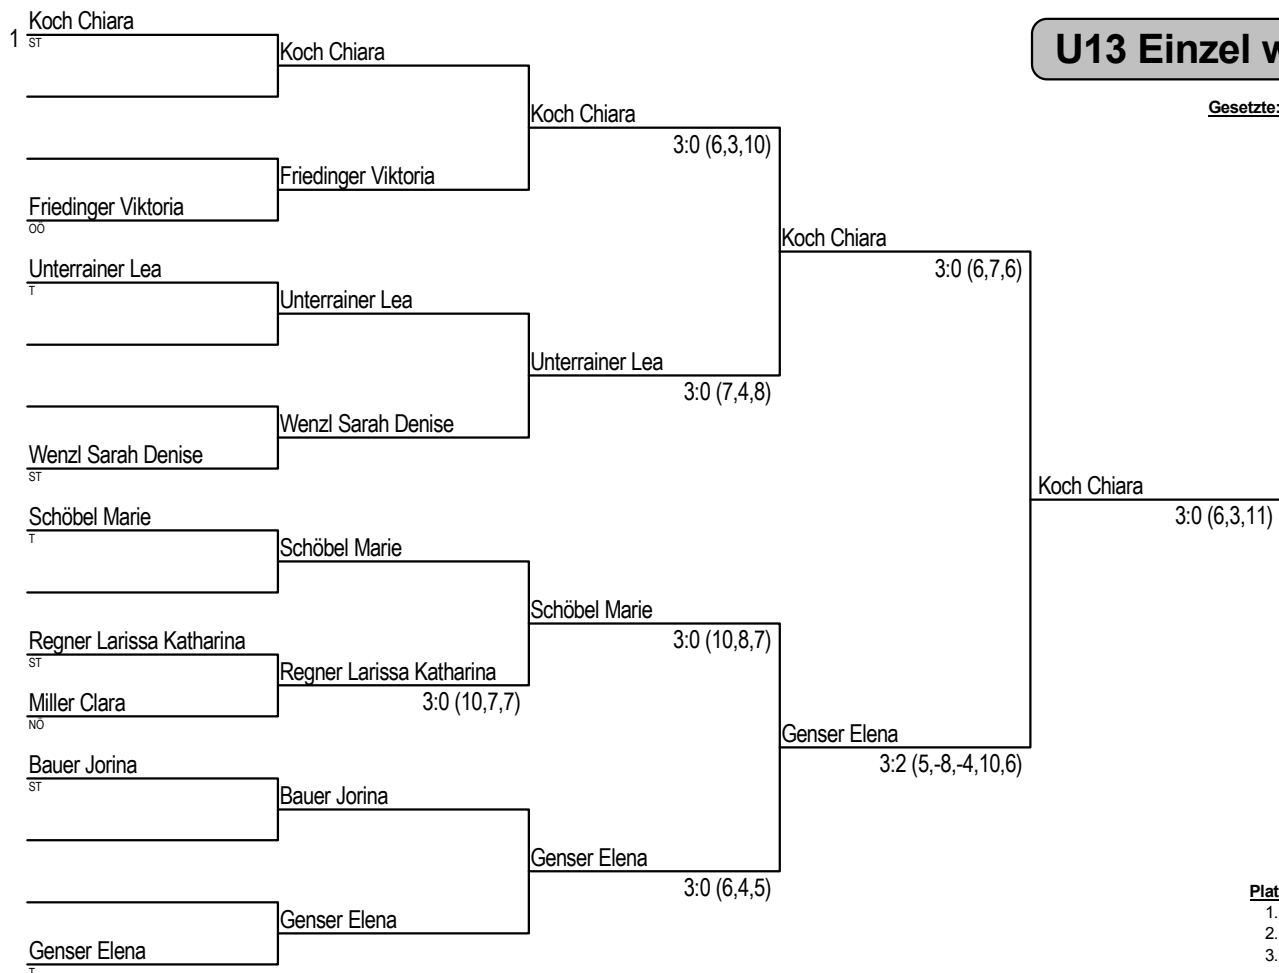 1 Koch Chiara
ST
Koch Chiara
U13 Einzel w
Gesetzte:
Koch Chiara
3:0 (6,3,10)
Friedinger Viktoria
Friedinger Viktoria
OÖ
Koch Chiara
3:0 (6,7,6)
Unterrainer Lea
T
Unterrainer Lea
Unterrainer Lea
3:0 (7,4,8)
Wenzl Sarah Denise
Wenzl Sarah Denise
ST
Koch Chiara
3:0 (6,3,11)
Schöbel Marie
T
Schöbel Marie
Schöbel Marie
3:0 (10,8,7)
Regner Larissa Katharina
ST
Regner Larissa Katharina
3:0 (10,7,7)
Miller Clara
NÖ
Genser Elena
3:2 (5,-8,-4,10,6)
Bauer Jorina
ST
Bauer Jorina
Genser Elena
3:0 (6,4,5)
Genser Elena
Genser Elena
T
Plat
1.
2.
3.